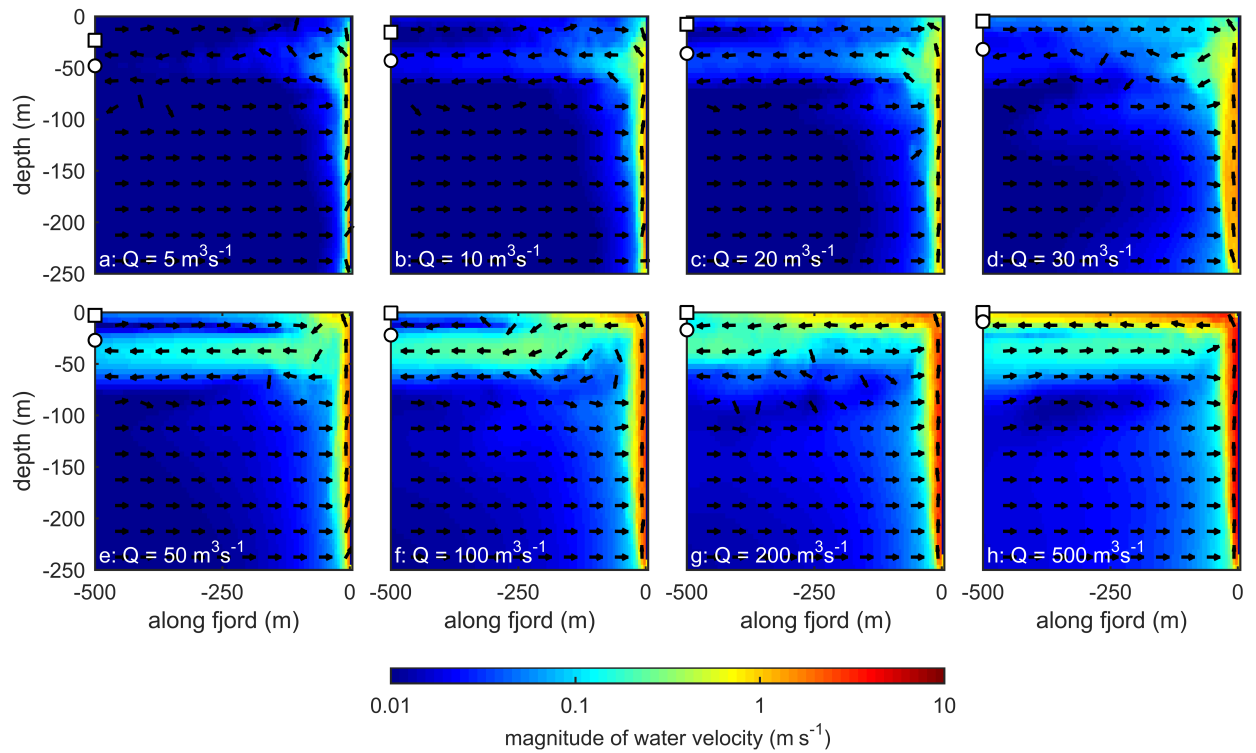 0
-50
-100
-150
-200
-250
depth (m)
a: Q = 5 m³s⁻¹
b: Q = 10 m³s⁻¹
c: Q = 20 m³s⁻¹
d: Q = 30 m³s⁻¹
0
-50
-100
-150
-200
-250
depth (m)
e: Q = 50 m³s⁻¹
f: Q = 100 m³s⁻¹
g: Q = 200 m³s⁻¹
h: Q = 500 m³s⁻¹
-500 -250 0
-500 -250 0
-500 -250 0
-500 -250 0
along fjord (m)
along fjord (m)
along fjord (m)
along fjord (m)
0.01 0.1 1 10
magnitude of water velocity (m s⁻¹)